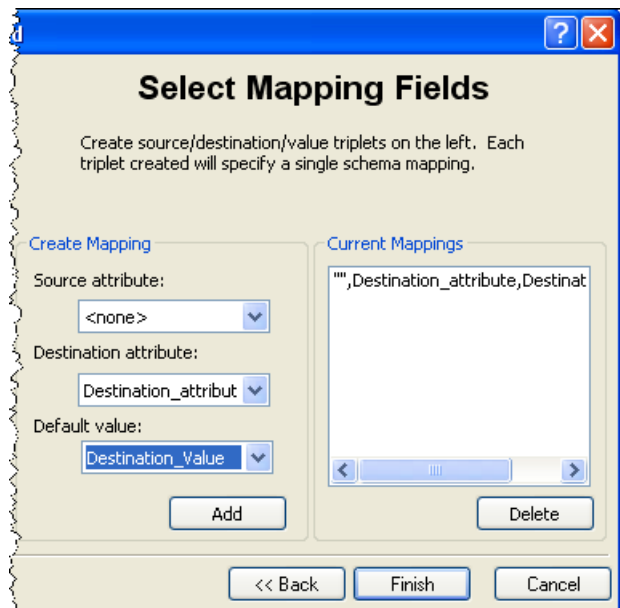 d
Select Mapping Fields
Create source/destination/value triplets on the left. Each
triplet created will specify a single schema mapping.
Create Mapping
Source attribute:
<none>
Destination attribute:
Destination_attribut
Default value:
Destination_Value
Add
Current Mappings
"",Destination_attribute,Destinat
Delete
<< Back
Finish
Cancel